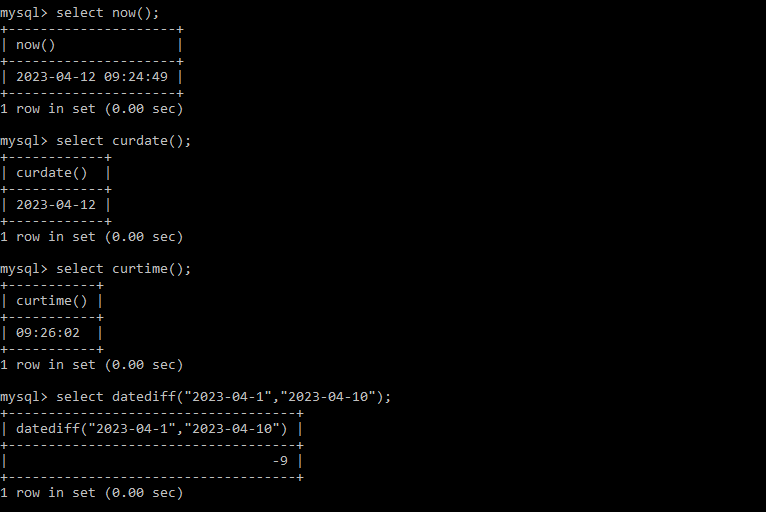 mysql> select now();
+---------------------+
| now()               |
+---------------------+
| 2023-04-12 09:24:49 |
+---------------------+
1 row in set (0.00 sec)
mysql> select curdate();
+------------+
| curdate()  |
+------------+
| 2023-04-12 |
+------------+
1 row in set (0.00 sec)
mysql> select curtime();
+-----------+
| curtime() |
+-----------+
| 09:26:02  |
+-----------+
1 row in set (0.00 sec)
mysql> select datediff("2023-04-1","2023-04-10");
+------------------------------------+
| datediff("2023-04-1","2023-04-10") |
+------------------------------------+
|                                 -9 |
+------------------------------------+
1 row in set (0.00 sec)